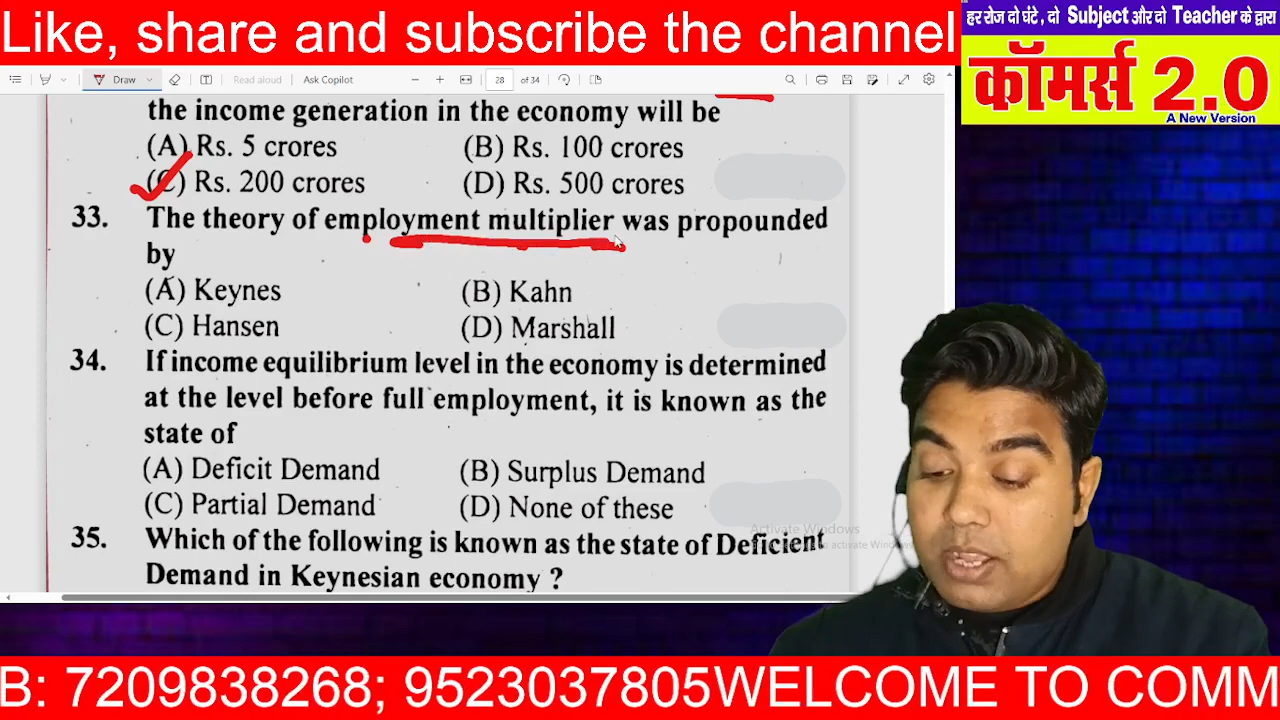 Like, share and subscribe the channel
हर रोज दो घंटे, दो Subject और दो Teacher के द्वारा
कॉमर्स 2.0
A New Version
Draw
Read aloud
Ask Copilot
28
of 34
the income generation in the economy will be
(A) Rs. 5 crores (B) Rs. 100 crores
(C) Rs. 200 crores (D) Rs. 500 crores
33. The theory of employment multiplier was propounded
by
(A) Keynes (B) Kahn
(C) Hansen (D) Marshall
34. If income equilibrium level in the economy is determined
at the level before full employment, it is known as the
state of
(A) Deficit Demand (B) Surplus Demand
(C) Partial Demand (D) None of these
Activate Windows
35. Which of the following is known as the state of Deficient
Demand in Keynesian economy ?
B: 7209838268; 9523037805WELCOME TO COMM